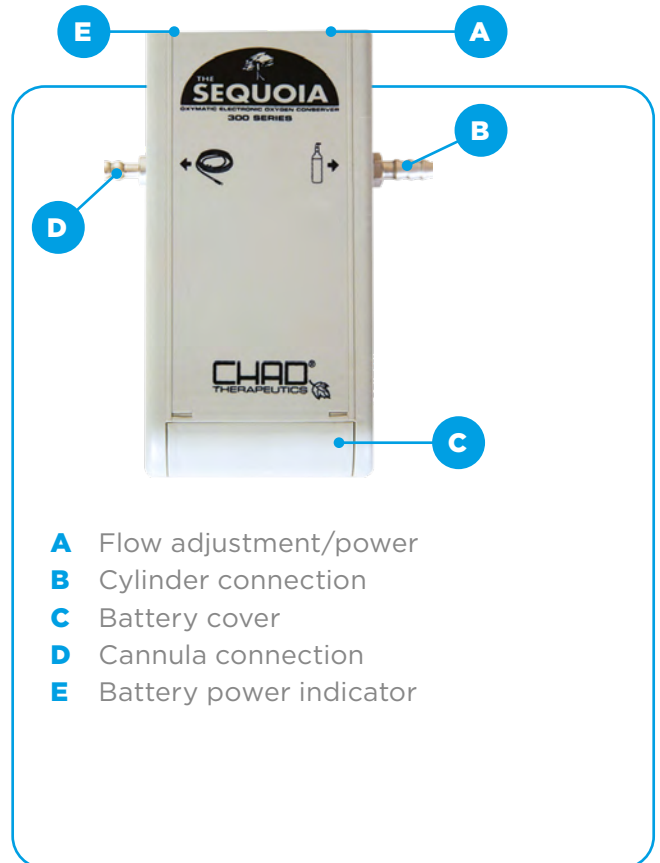 E
A
THE
SEQUOIA
OXYMATIC ELECTRONIC OXYGEN CONSERVER
300 SERIES
B
D
CHAD®
THERAPEUTICS
C
A Flow adjustment/power
B Cylinder connection
C Battery cover
D Cannula connection
E Battery power indicator